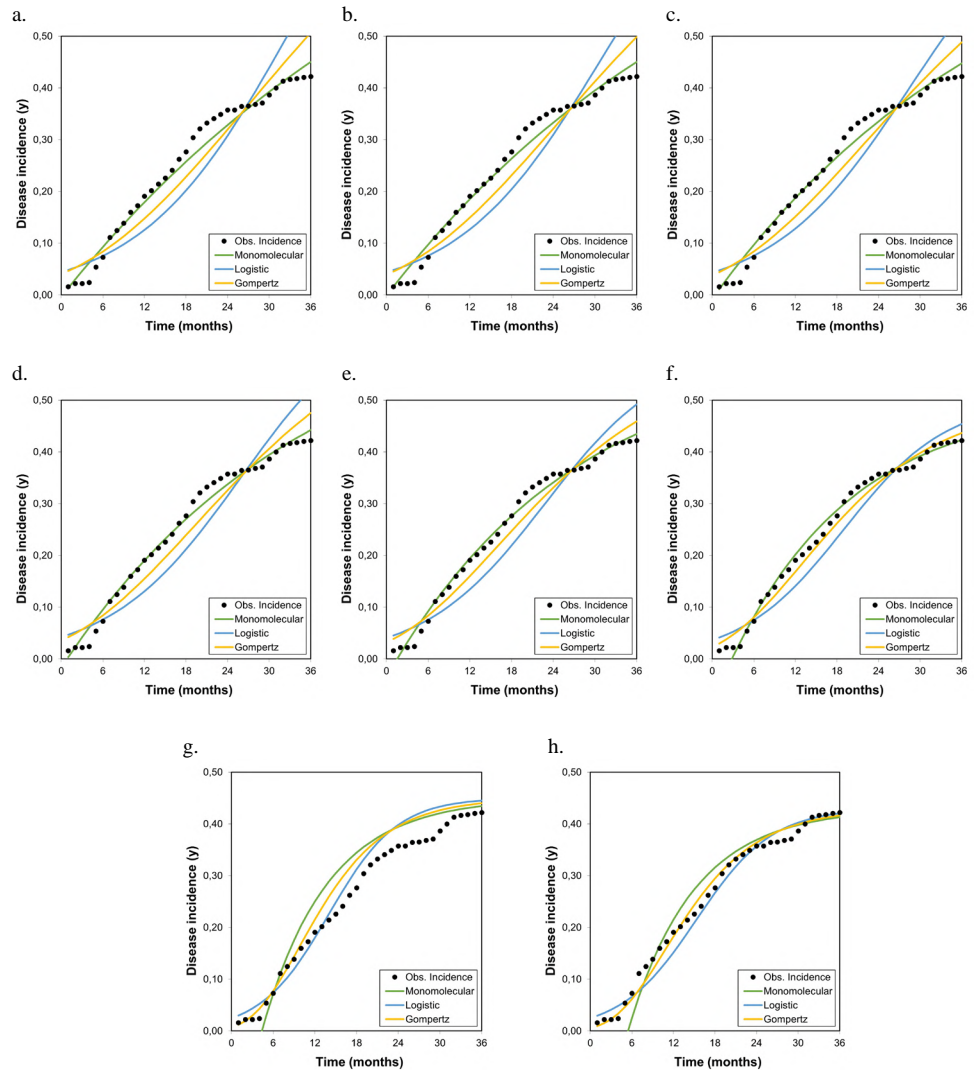 a.
b.
c.
0,50
0,40
0,30
0,20
0,10
0,00
Disease incidence (y)
Obs. Incidence
Monomolecular
Logistic
Gompertz
0 6 12 18 24 30 36
Time (months)
0,50
0,40
0,30
0,20
0,10
0,00
Disease incidence (y)
Obs. Incidence
Monomolecular
Logistic
Gompertz
0 6 12 18 24 30 36
Time (months)
0,50
0,40
0,30
0,20
0,10
0,00
Disease incidence (y)
Obs. Incidence
Monomolecular
Logistic
Gompertz
0 6 12 18 24 30 36
Time (months)
d.
e.
f.
0,50
0,40
0,30
0,20
0,10
0,00
Disease incidence (y)
Obs. Incidence
Monomolecular
Logistic
Gompertz
0 6 12 18 24 30 36
Time (months)
0,50
0,40
0,30
0,20
0,10
0,00
Disease incidence (y)
Obs. Incidence
Monomolecular
Logistic
Gompertz
0 6 12 18 24 30 36
Time (months)
0,50
0,40
0,30
0,20
0,10
0,00
Disease incidence (y)
Obs. Incidence
Monomolecular
Logistic
Gompertz
0 6 12 18 24 30 36
Time (months)
g.
h.
0,50
0,40
0,30
0,20
0,10
0,00
Disease incidence (y)
Obs. Incidence
Monomolecular
Logistic
Gompertz
0 6 12 18 24 30 36
Time (months)
0,50
0,40
0,30
0,20
0,10
0,00
Disease incidence (y)
Obs. Incidence
Monomolecular
Logistic
Gompertz
0 6 12 18 24 30 36
Time (months)